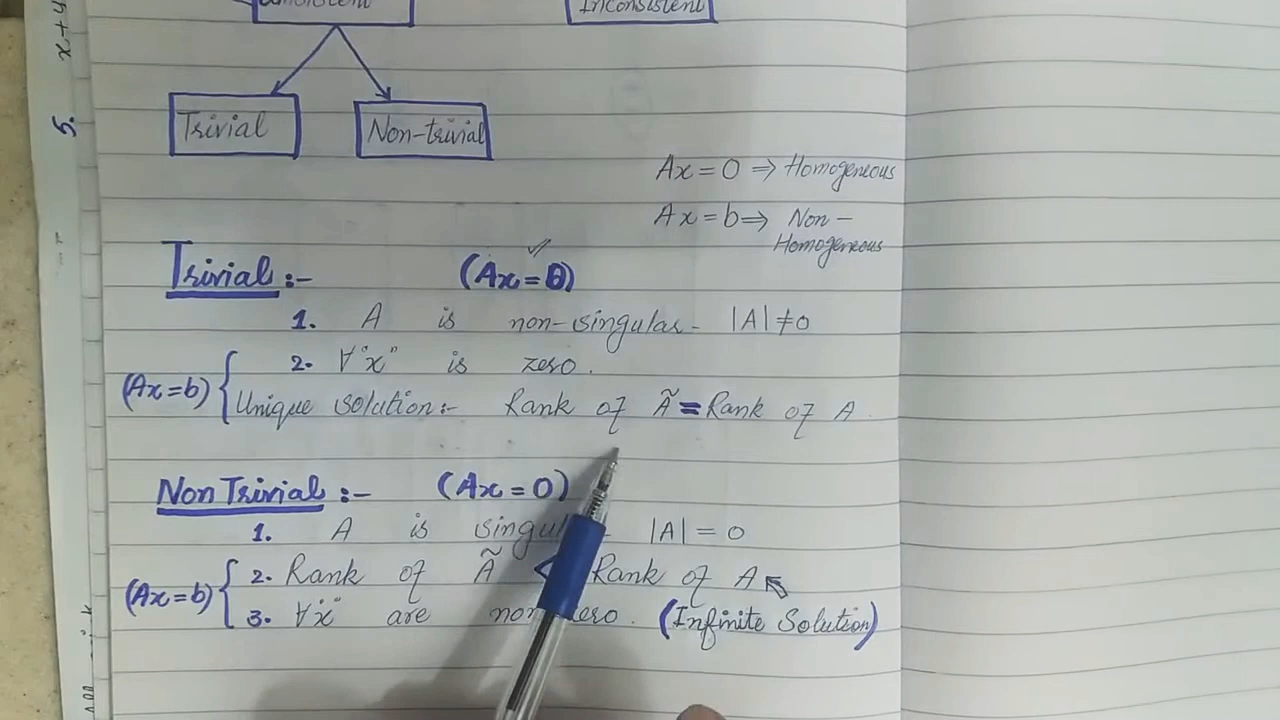 Consistent
Inconsistent
x+y
5.
Trivial
Non-trivial
Ax=0 ⇒ Homogeneous
Ax=b ⇒ Non-
Homogeneous
Trivial :- (Ax=0)
1. A is non-singular- |A|≠0
2. ∀"x" is zero.
(Ax=b)
Unique Solution:- Rank of Ã = Rank of A.
Non Trivial :- (Ax=0)
1. A is |A|=0
(Ax=b)
2. Rank of Ã < Rank of A
3. ∀"x" are zero. (Infinite Solution)